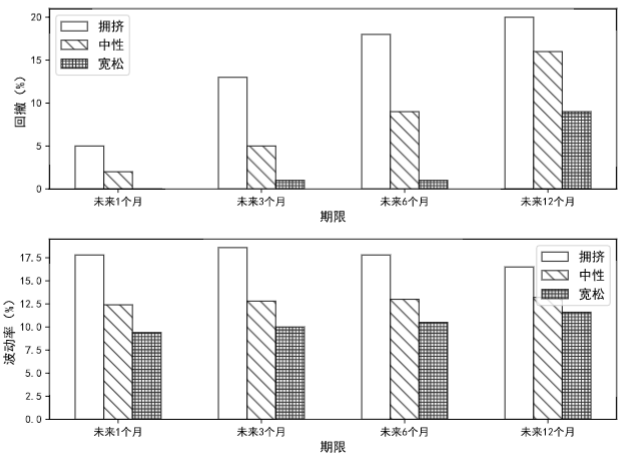 20
15
10
5
0
回撤 (%)
拥挤
中性
宽松
未来1个月 未来3个月 未来6个月 未来12个月
期限
17.5
15.0
12.5
10.0
7.5
5.0
2.5
0.0
波动率 (%)
拥挤
中性
宽松
未来1个月 未来3个月 未来6个月 未来12个月
期限